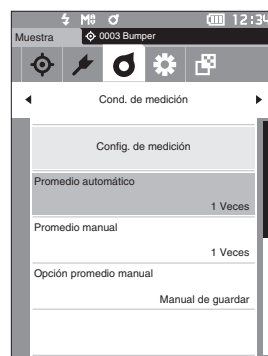 12:34
Muestra
0003 Bumper
Cond. de medición
Config. de medición
Promedio automático
1 Veces
Promedio manual
1 Veces
Opción promedio manual
Manual de guardar